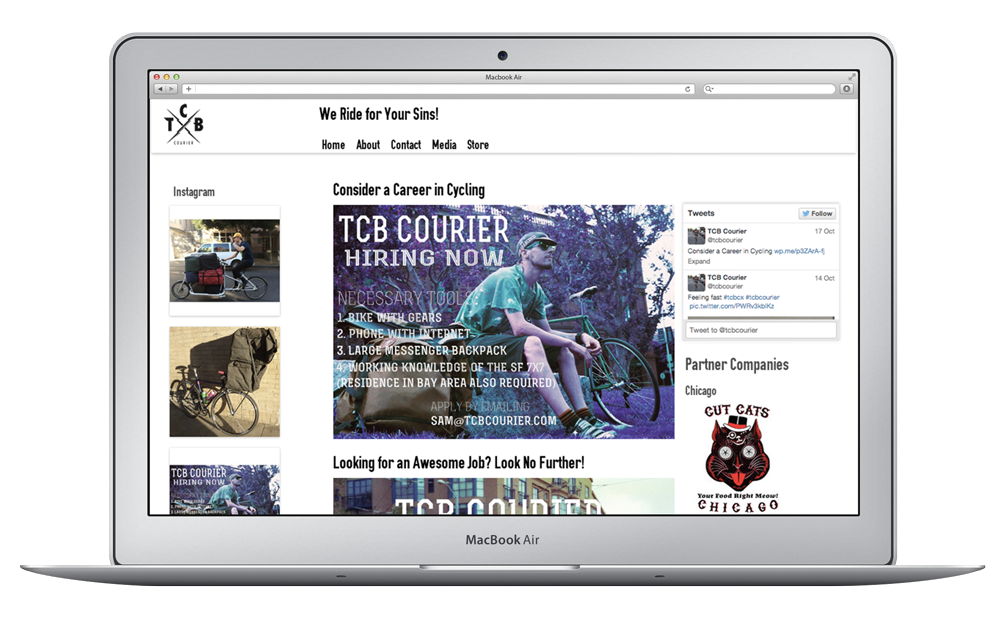 Macbook Air
T C B
COURIER
We Ride for Your Sins!
Home About Contact Media Store
Instagram
TCB COURIER
HIRING NOW
Consider a Career in Cycling
TCB COURIER
HIRING NOW
NECESSARY TOOLS
1. BIKE WITH GEARS
2. PHONE WITH INTERNET
3. LARGE MESSENGER BACKPACK
4. WORKING KNOWLEDGE OF THE SF 7X7
(RESIDENCE IN BAY AREA ALSO REQUIRED)
APPLY BY EMAILING
SAM@TCBCOURIER.COM
Looking for an Awesome Job? Look No Further!
TCB COURIER
Tweets
Follow
TCB Courier 17 Oct
@tcbcourier
Consider a Career in Cycling wp.me/p3ZArA-fj
Expand
TCB Courier 14 Oct
@tcbcourier
Feeling fast #tcbcx #tcbcourier
pic.twitter.com/PWRv3kblKz
Tweet to @tcbcourier
Partner Companies
Chicago
CUT CATS
Your Food Right Meow!
CHICAGO
MacBook Air